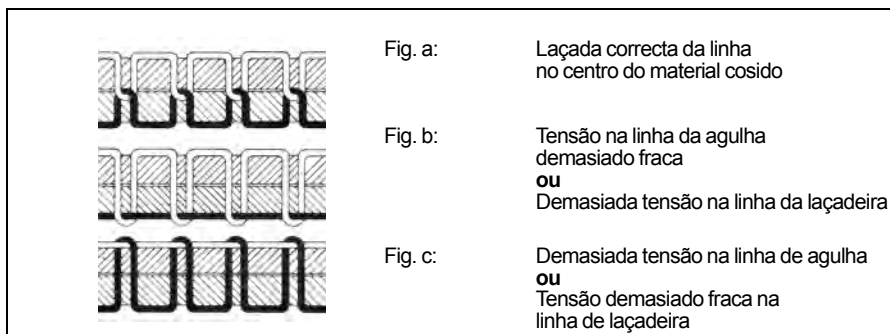 Fig. a: Laçada correcta da linha
no centro do material cosido
Fig. b: Tensão na linha da agulha
demasiado fraca
ou
Demasiada tensão na linha da laçadeira
Fig. c: Demasiada tensão na linha de agulha
ou
Tensão demasiado fraca na
linha de laçadeira